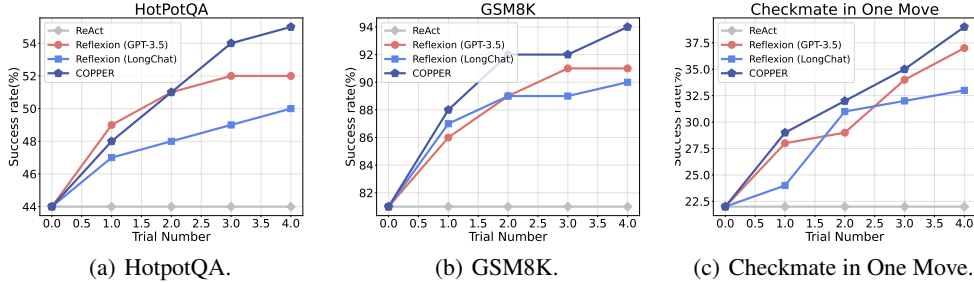 HotPotQA
ReAct
Reflexion (GPT-3.5)
Reflexion (LongChat)
COPPER
Success rate(%)
54
52
50
48
46
44
0.0 0.5 1.0 1.5 2.0 2.5 3.0 3.5 4.0
Trial Number
(a) HotpotQA.
GSM8K
ReAct
Reflexion (GPT-3.5)
Reflexion (LongChat)
COPPER
Success rate(%)
94
92
90
88
86
84
82
0.0 0.5 1.0 1.5 2.0 2.5 3.0 3.5 4.0
Trial Number
(b) GSM8K.
Checkmate in One Move
ReAct
Reflexion (GPT-3.5)
Reflexion (LongChat)
COPPER
Success rate(%)
37.5
35.0
32.5
30.0
27.5
25.0
22.5
0.0 0.5 1.0 1.5 2.0 2.5 3.0 3.5 4.0
Trial Number
(c) Checkmate in One Move.